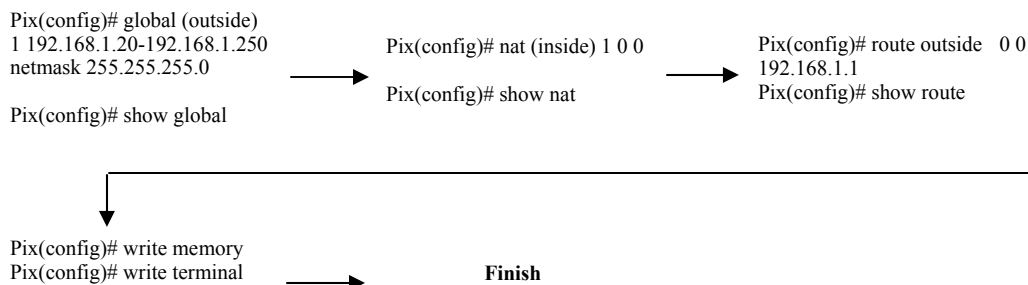 Pix(config)# global (outside)
1 192.168.1.20-192.168.1.250
netmask 255.255.255.0
Pix(config)# show global
Pix(config)# nat (inside) 1 0 0
Pix(config)# show nat
Pix(config)# route outside 0 0
192.168.1.1
Pix(config)# show route
Pix(config)# write memory
Pix(config)# write terminal
Finish